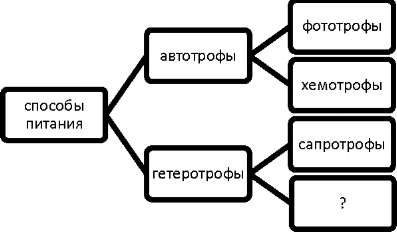 фототрофы
автотрофы
хемотрофы
способы
питания
сапротрофы
гетеротрофы
?